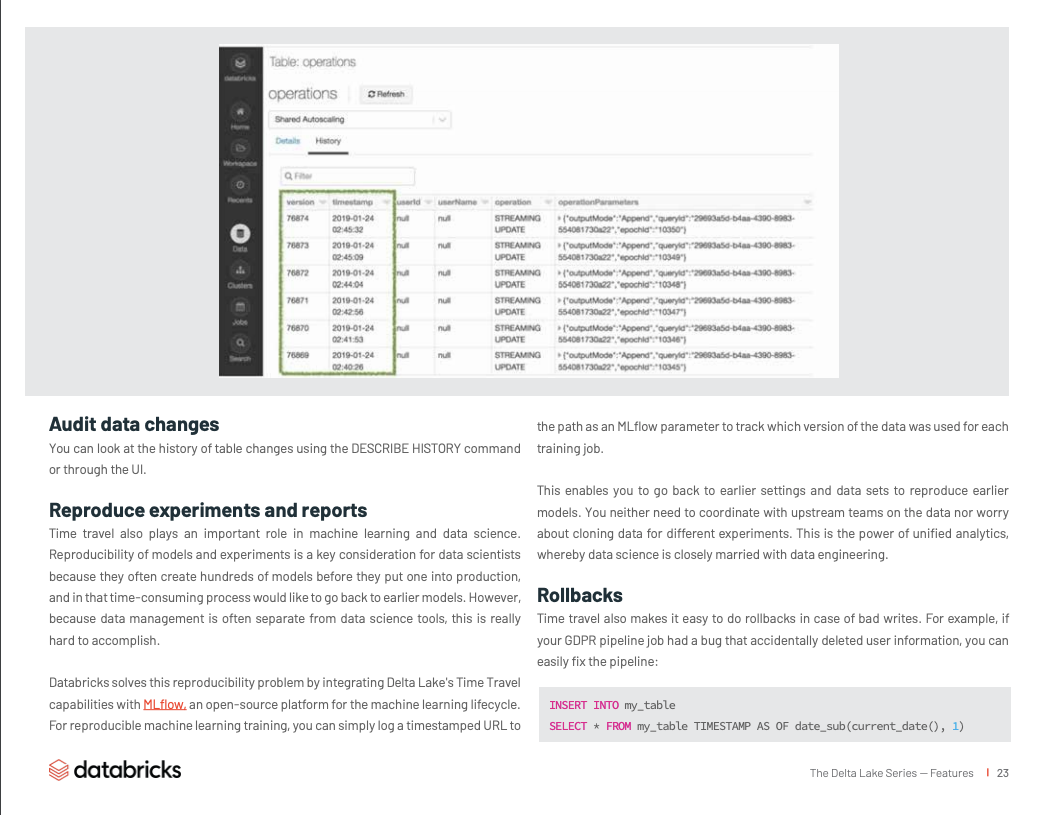 databricks
Home
Workspace
Recents
Data
Clusters
Jobs
Search
Table: operations
operations
Refresh
Shared Autoscaling
Details History
Filter
version timestamp userId userName operation operationParameters
76874 2019-01-24 02:45:32 null null STREAMING UPDATE {"outputMode":"Append","queryId":"29693a5d-b4aa-4390-8983-554081730a22","epochId":"10350"}
76873 2019-01-24 02:45:09 null null STREAMING UPDATE {"outputMode":"Append","queryId":"29693a5d-b4aa-4390-8983-554081730a22","epochId":"10349"}
76872 2019-01-24 02:44:04 null null STREAMING UPDATE {"outputMode":"Append","queryId":"29693a5d-b4aa-4390-8983-554081730a22","epochId":"10348"}
76871 2019-01-24 02:42:56 null null STREAMING UPDATE {"outputMode":"Append","queryId":"29693a5d-b4aa-4390-8983-554081730a22","epochId":"10347"}
76870 2019-01-24 02:41:53 null null STREAMING UPDATE {"outputMode":"Append","queryId":"29693a5d-b4aa-4390-8983-554081730a22","epochId":"10346"}
76869 2019-01-24 02:40:26 null null STREAMING UPDATE {"outputMode":"Append","queryId":"29693a5d-b4aa-4390-8983-554081730a22","epochId":"10345"}
Audit data changes
You can look at the history of table changes using the DESCRIBE HISTORY command
or through the UI.
Reproduce experiments and reports
Time travel also plays an important role in machine learning and data science.
Reproducibility of models and experiments is a key consideration for data scientists
because they often create hundreds of models before they put one into production,
and in that time-consuming process would like to go back to earlier models. However,
because data management is often separate from data science tools, this is really
hard to accomplish.
Databricks solves this reproducibility problem by integrating Delta Lake's Time Travel
capabilities with MLflow, an open-source platform for the machine learning lifecycle.
For reproducible machine learning training, you can simply log a timestamped URL to
the path as an MLflow parameter to track which version of the data was used for each
training job.
This enables you to go back to earlier settings and data sets to reproduce earlier
models. You neither need to coordinate with upstream teams on the data nor worry
about cloning data for different experiments. This is the power of unified analytics,
whereby data science is closely married with data engineering.
Rollbacks
Time travel also makes it easy to do rollbacks in case of bad writes. For example, if
your GDPR pipeline job had a bug that accidentally deleted user information, you can
easily fix the pipeline:
INSERT INTO my_table
SELECT * FROM my_table TIMESTAMP AS OF date_sub(current_date(), 1)
databricks
The Delta Lake Series — Features 23